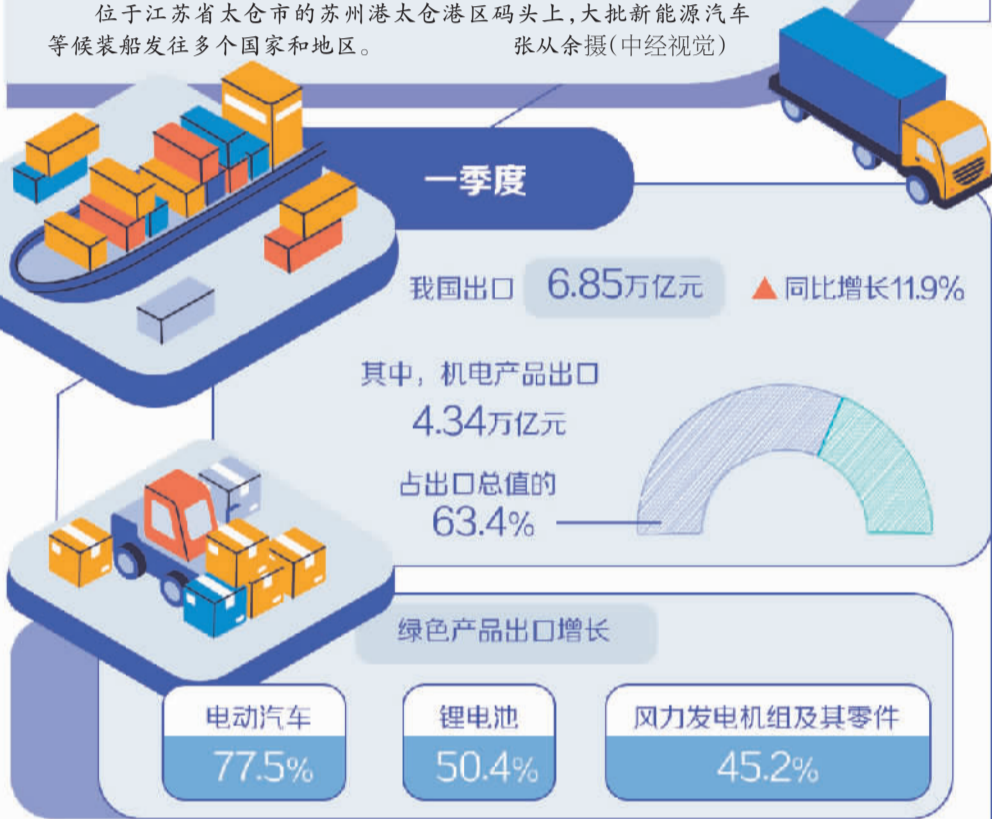 位于江苏省太仓市的苏州港太仓港区码头上,大批新能源汽车
等候装船发往多个国家和地区。 张从余摄(中经视觉)
一季度
我国出口 6.85万亿元 ▲同比增长11.9%
其中，机电产品出口
4.34万亿元
占出口总值的
63.4%
绿色产品出口增长
电动汽车 锂电池 风力发电机组及其零件
77.5% 50.4% 45.2%